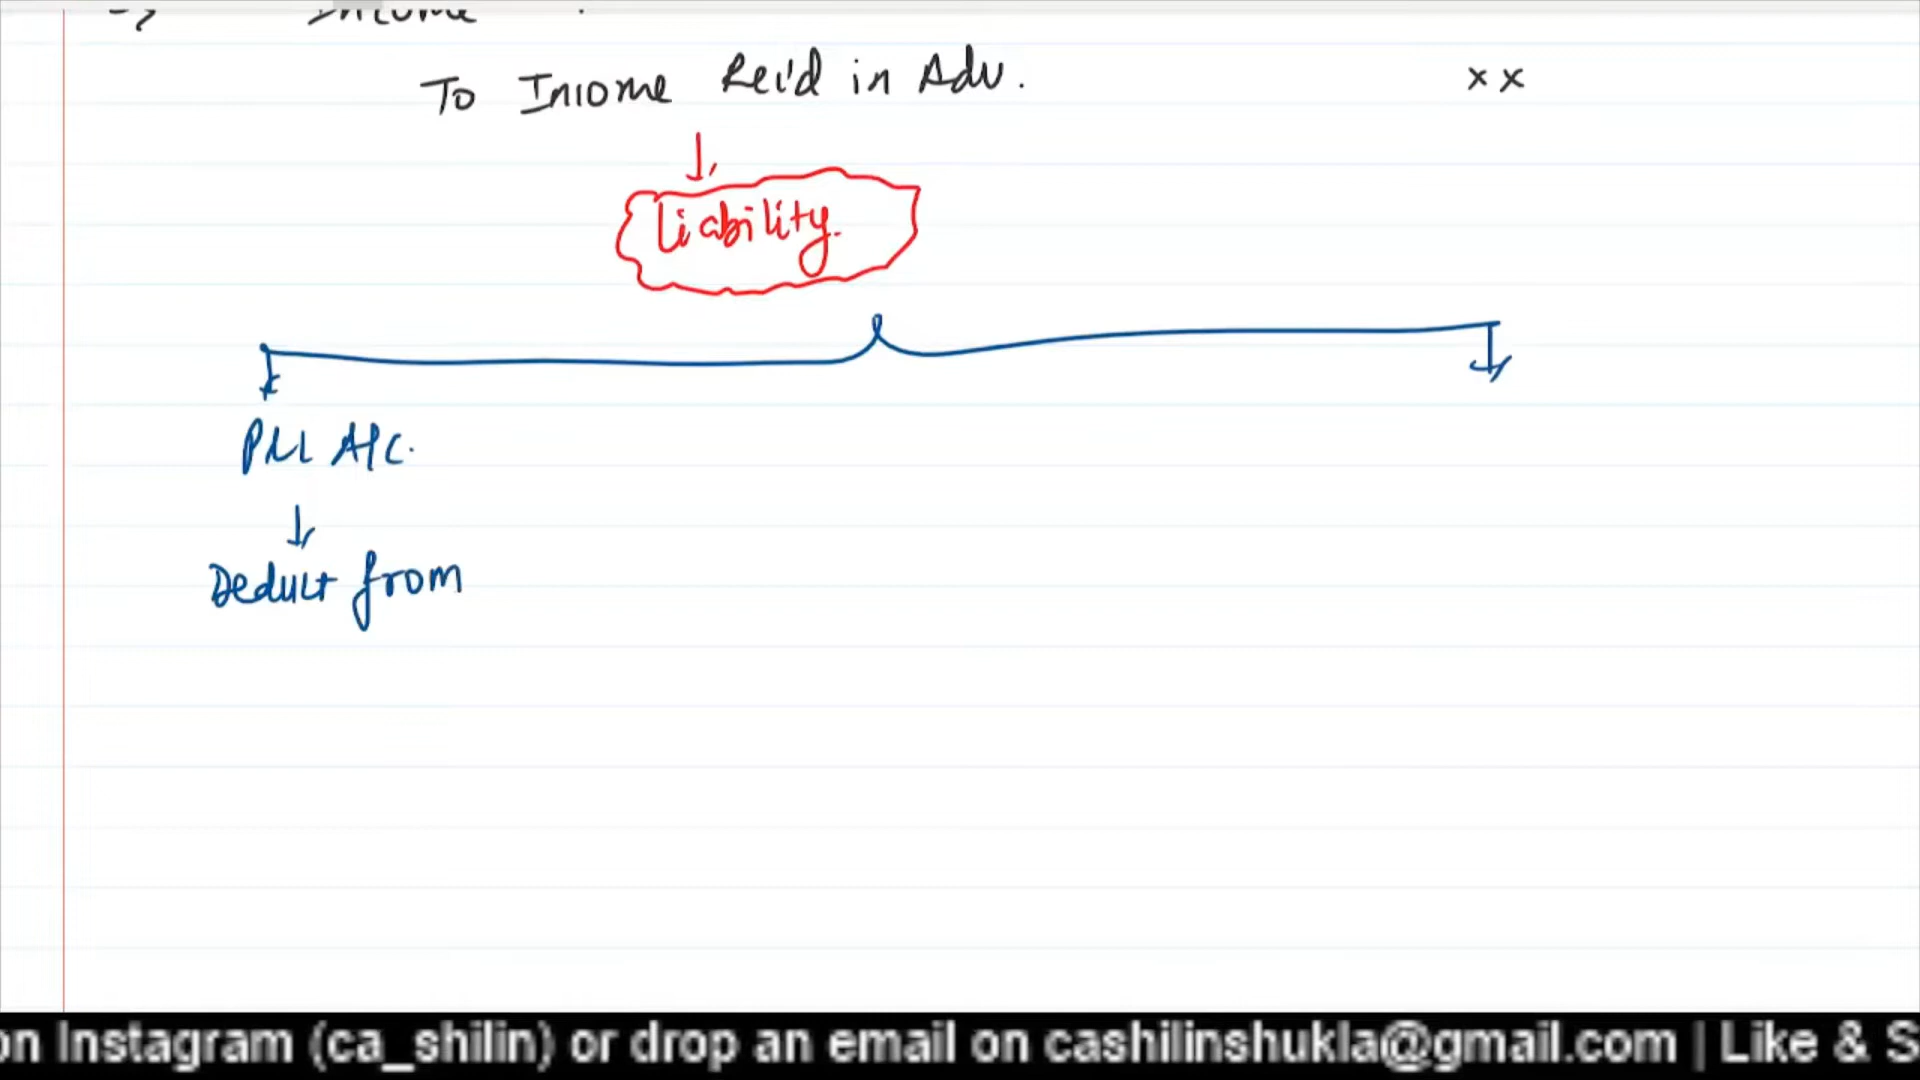 Income
To Income Rec'd in Adv. xx
Liability.
P&L A/c.
Deduct from
on Instagram (ca_shilin) or drop an email on cashilinshukla@gmail.com | Like & S